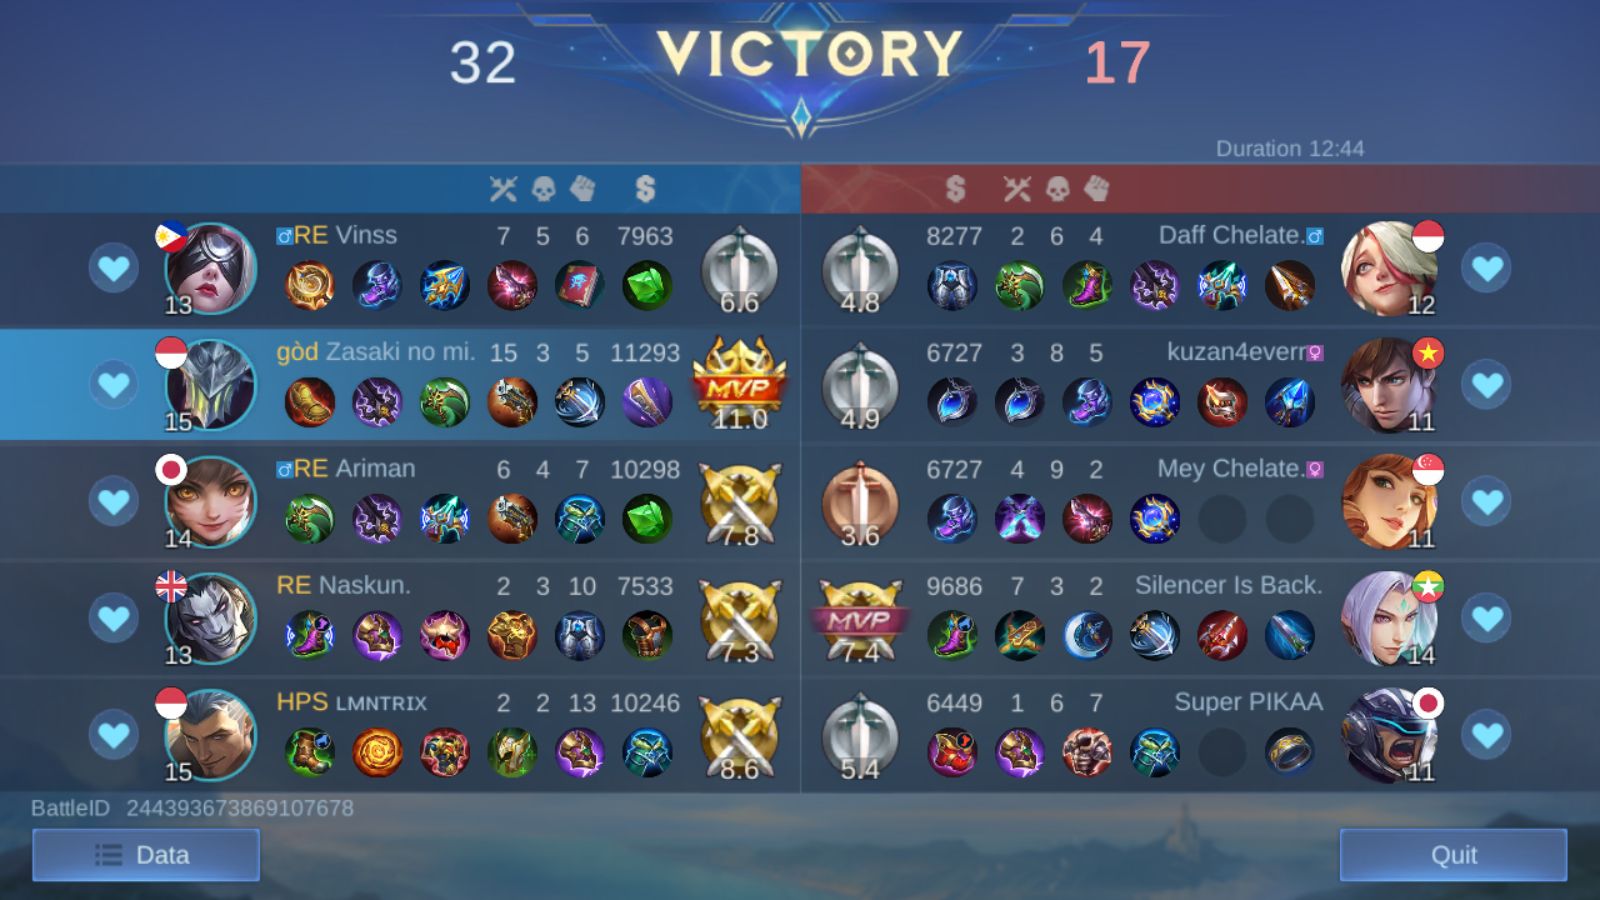 32 VICTORY 17
Duration 12:44
RE Vinss 7 5 6 7963 6.6
13
4.8 8277 2 6 4 Daff Chelate.
12
gòd Zasaki no mi. 15 3 5 11293 MVP 11.0
15
4.9 6727 3 8 5 kuzan4everr
11
RE Ariman 6 4 7 10298 7.8
14
3.6 6727 4 9 2 Mey Chelate.
11
RE Naskun. 2 3 10 7533 7.3
13
MVP 7.4 9686 7 3 2 Silencer Is Back.
14
HPS LMNTRIX 2 2 13 10246 8.6
15
5.4 6449 1 6 7 Super PIKAA
11
BattleID 244393673869107678
Data
Quit